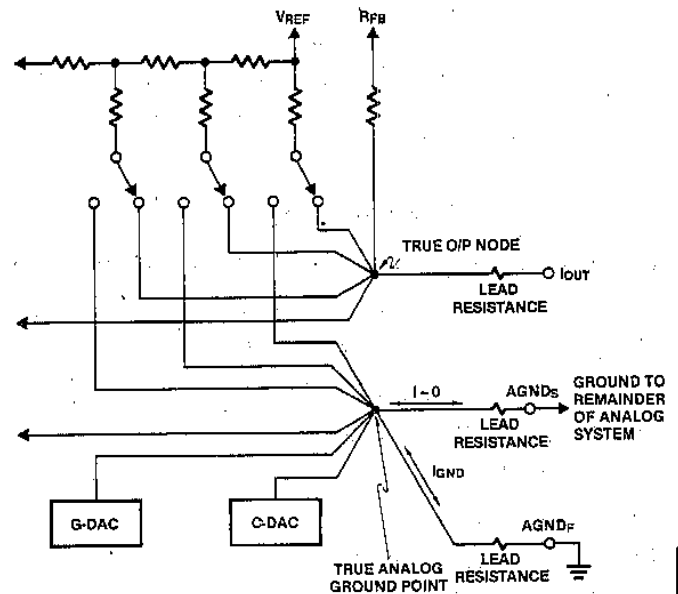 VREF
RFB
TRUE O/P NODE
LEAD
RESISTANCE
IOUT
I ~ 0
AGNDS
LEAD
RESISTANCE
GROUND TO
REMAINDER
OF ANALOG
SYSTEM
IGND
G-DAC
C-DAC
AGNDF
LEAD
RESISTANCE
TRUE ANALOG
GROUND POINT